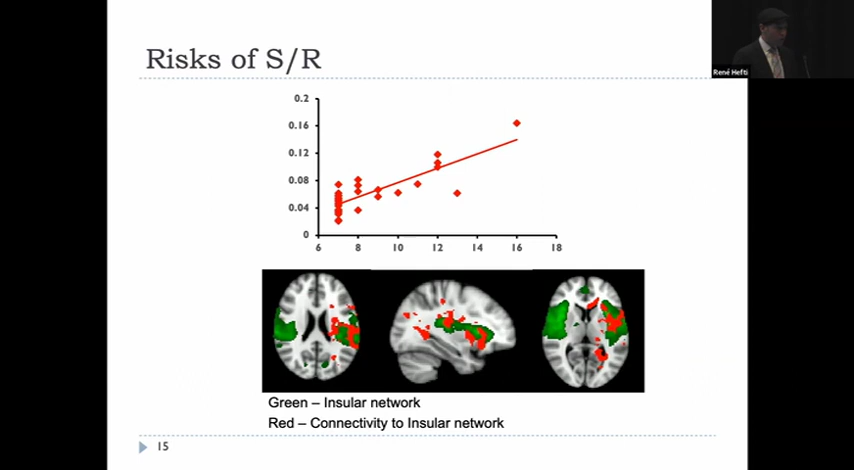 Risks of S/R
René Hefti
0.2
0.16
0.12
0.08
0.04
0
6 8 10 12 14 16 18
Green – Insular network
Red – Connectivity to Insular network
15